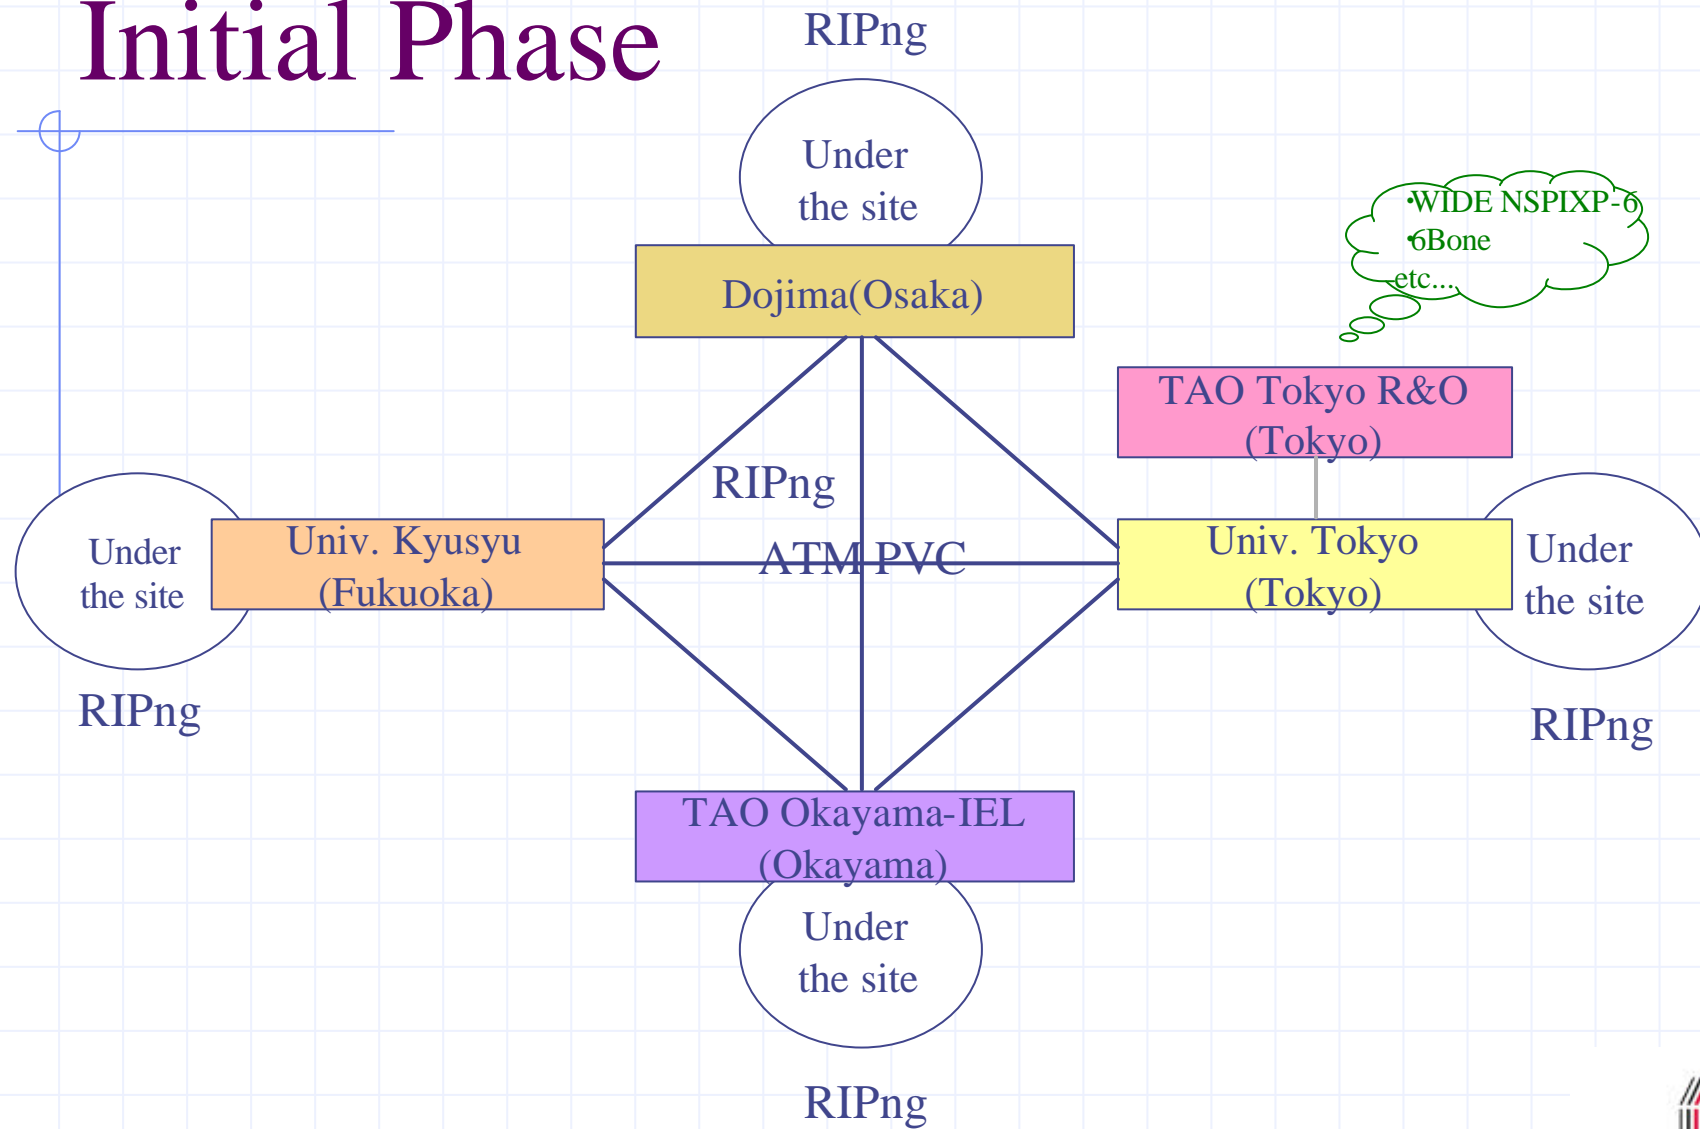 Initial Phase
RIPng
Under
the site
•WIDE NSPIXP-6
•6Bone
etc...
Dojima(Osaka)
TAO Tokyo R&O
(Tokyo)
RIPng
Under
the site
Univ. Kyusyu
(Fukuoka)
ATM PVC
Univ. Tokyo
(Tokyo)
Under
the site
RIPng
RIPng
TAO Okayama-IEL
(Okayama)
Under
the site
RIPng